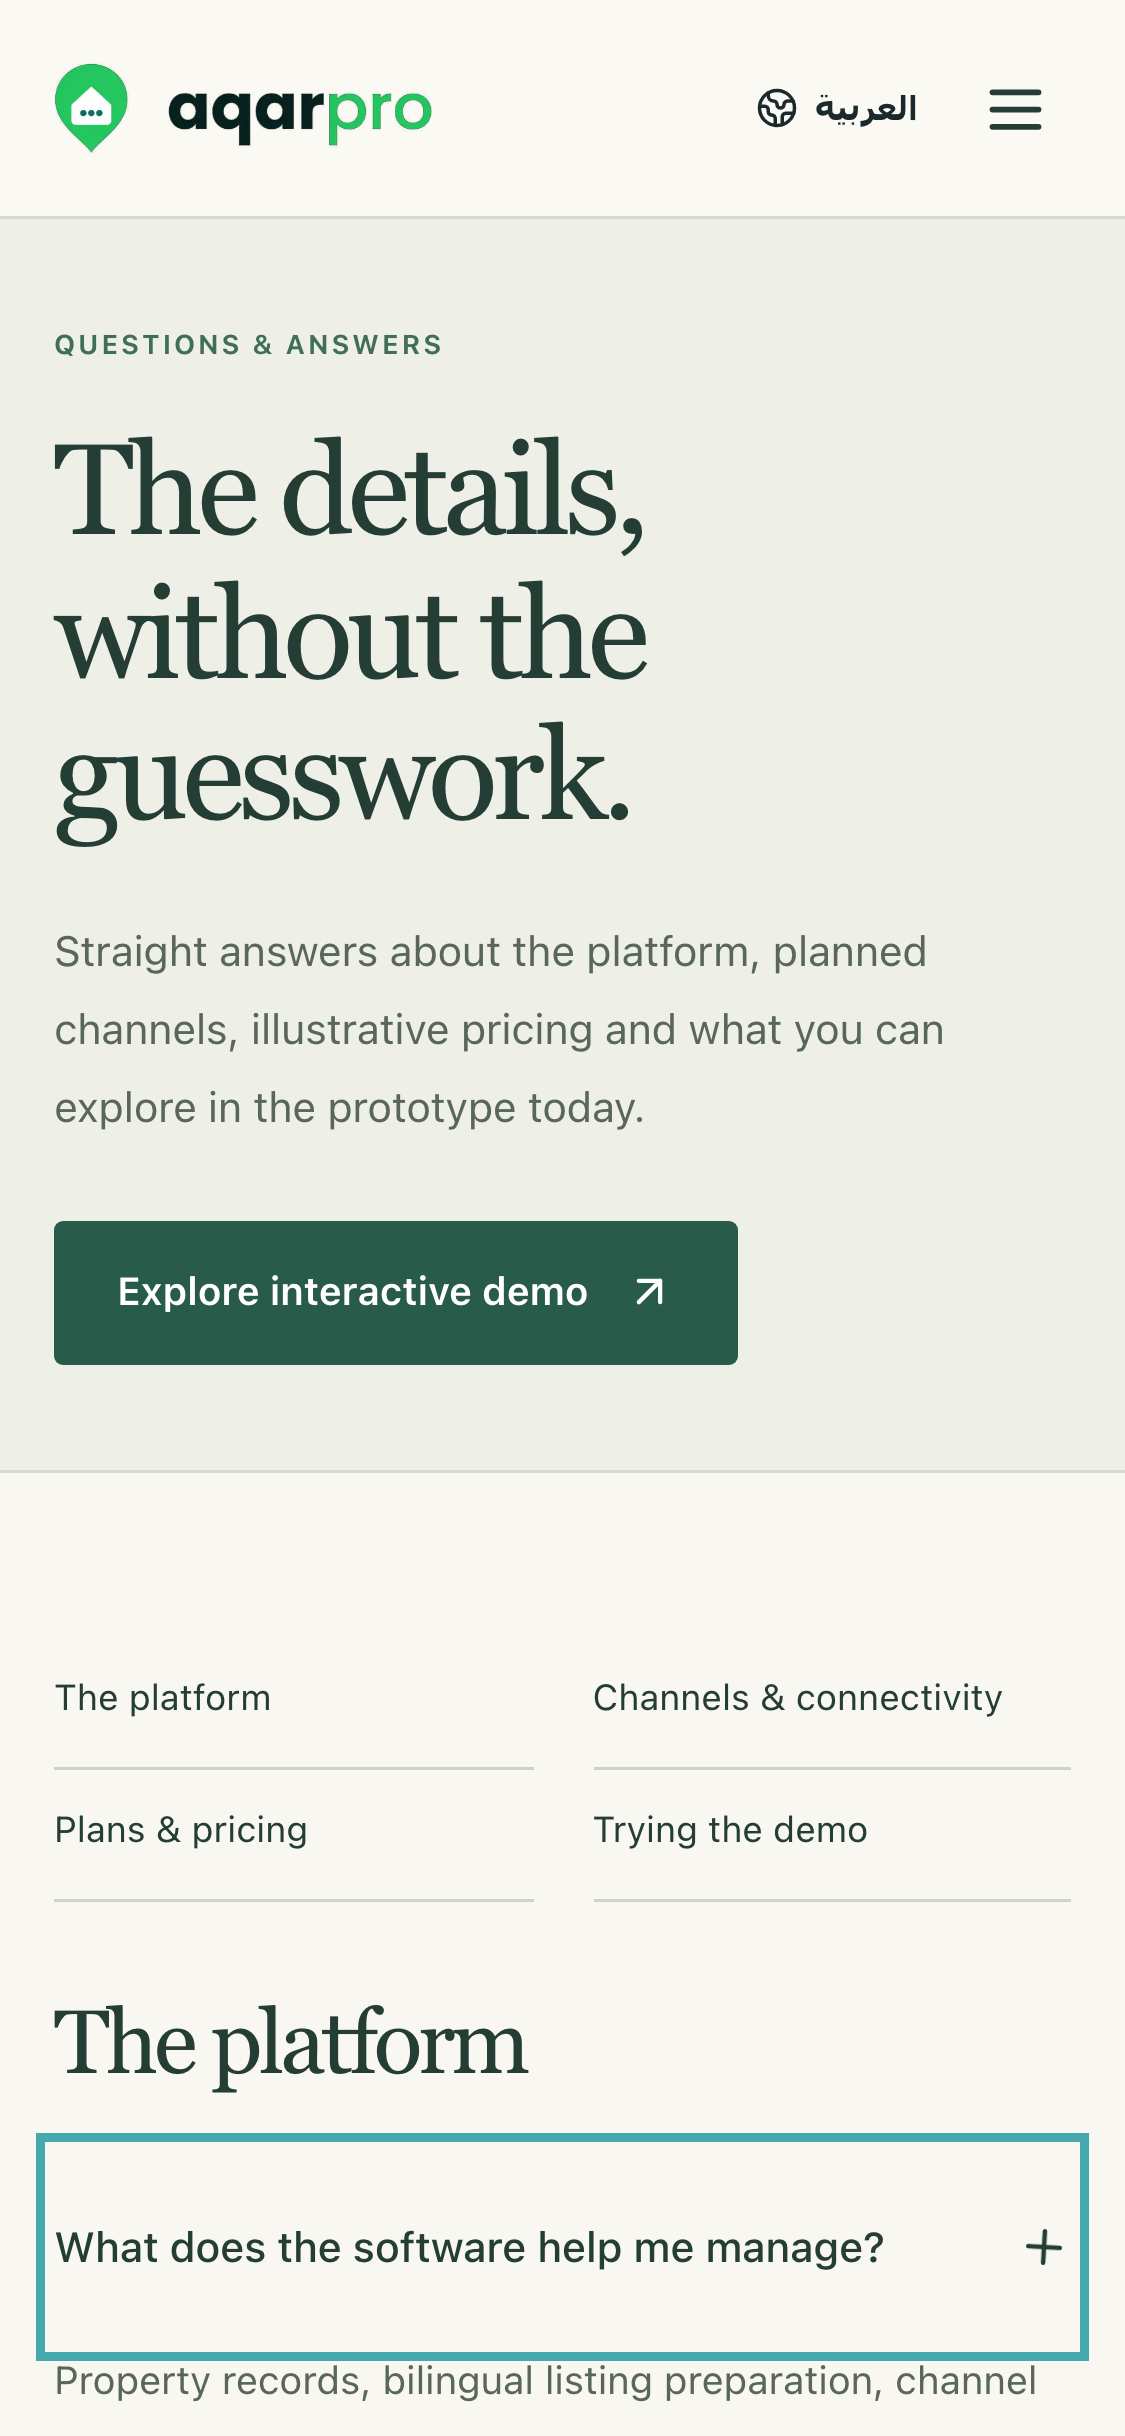 aqarpro
العربية
QUESTIONS & ANSWERS
The details,
without the
guesswork.
Straight answers about the platform, planned
channels, illustrative pricing and what you can
explore in the prototype today.
Explore interactive demo
The platform
Channels & connectivity
Plans & pricing
Trying the demo
The platform
What does the software help me manage?
Property records, bilingual listing preparation, channel